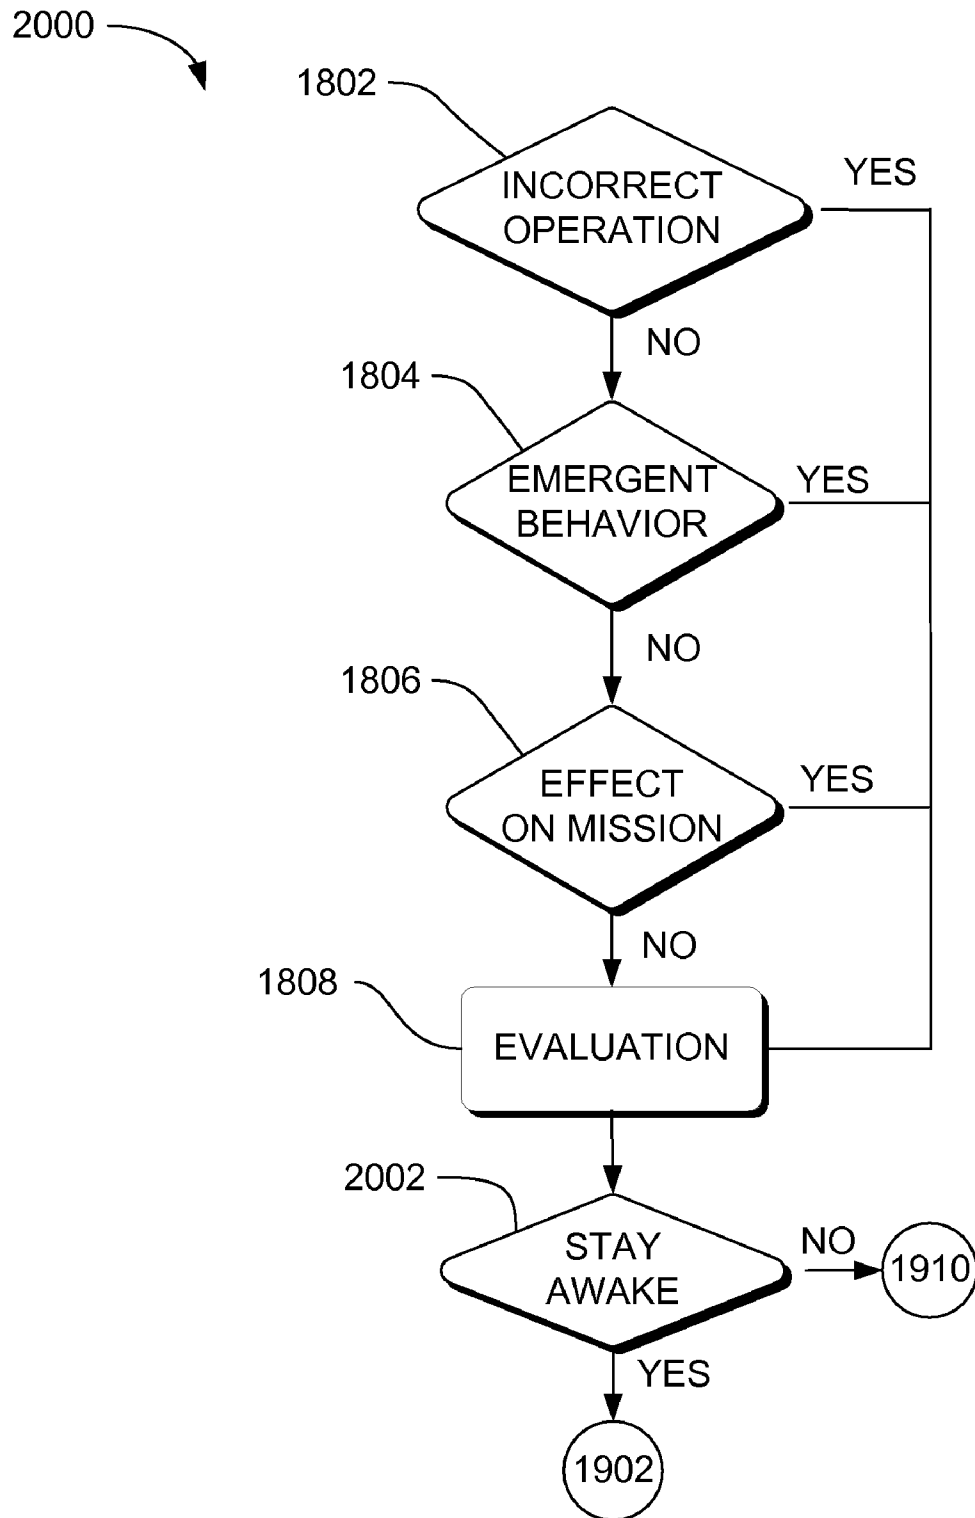 2000
1802
INCORRECT
OPERATION
YES
NO
1804
EMERGENT
BEHAVIOR
YES
NO
1806
EFFECT
ON MISSION
YES
NO
1808
EVALUATION
2002
STAY
AWAKE
NO
1910
YES
1902